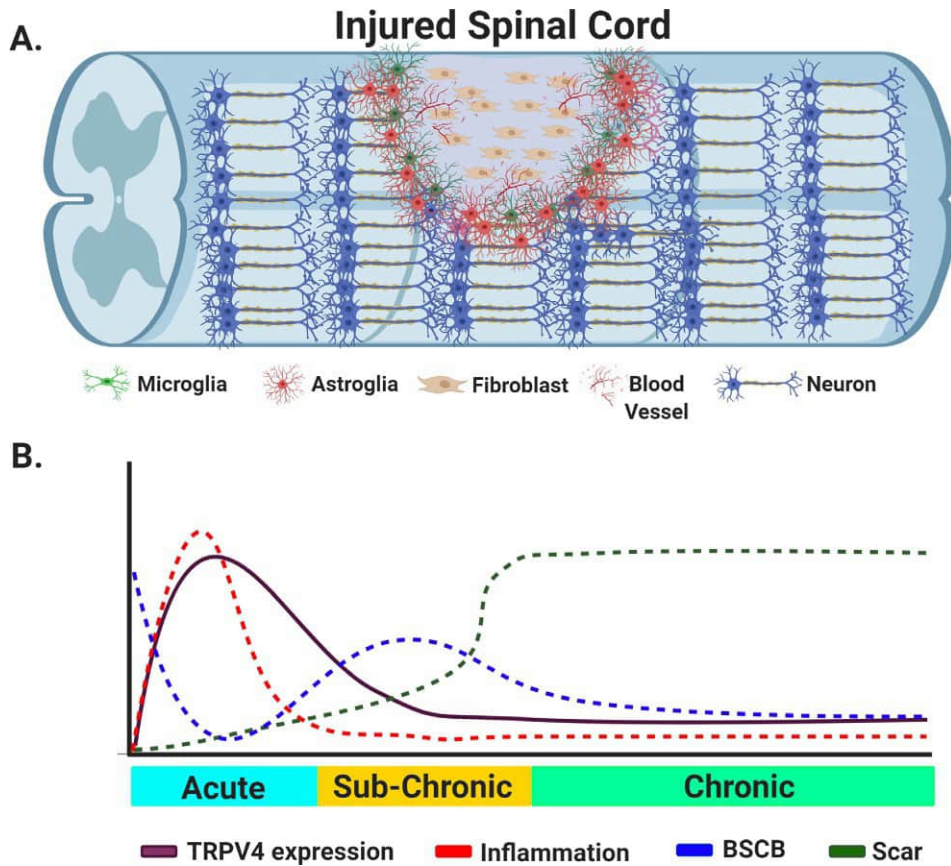 A.
Injured Spinal Cord
Microglia
Astroglia
Fibroblast
Blood
Vessel
Neuron
B.
Acute
Sub-Chronic
Chronic
TRPV4 expression
Inflammation
BSCB
Scar